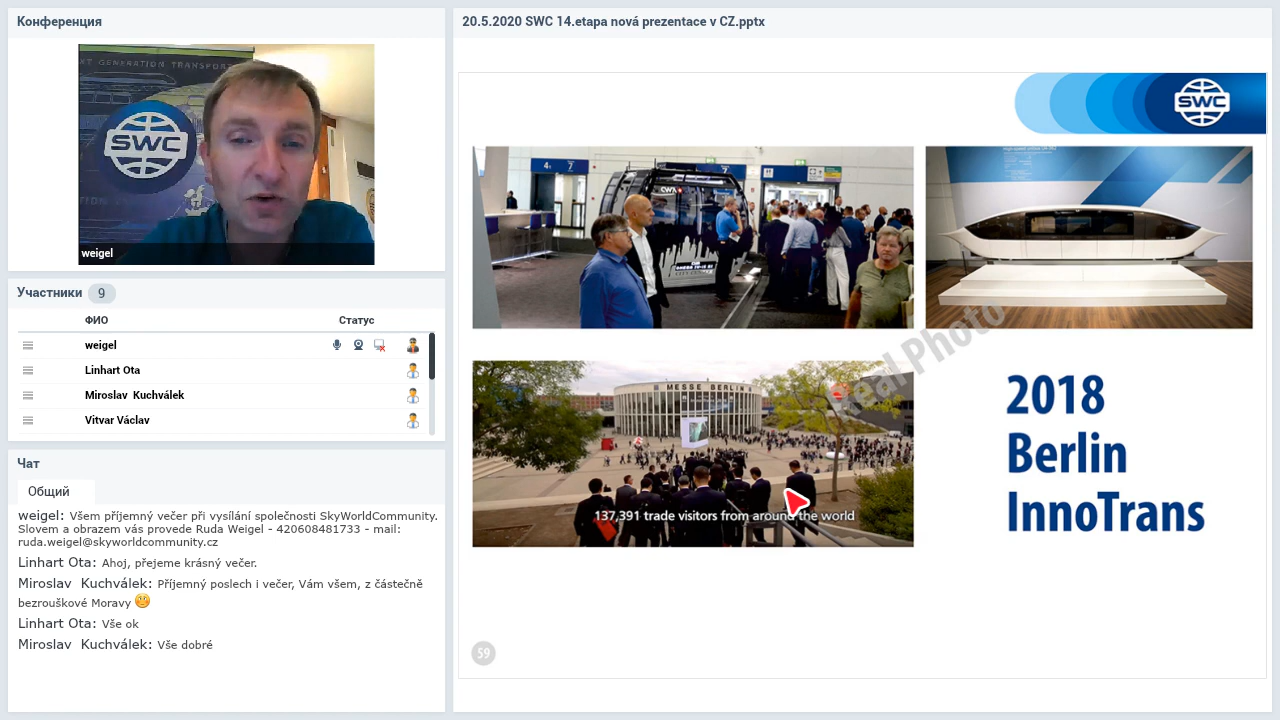 Конференция
NEXT GENERATION TRANSPORT
SWC
weigel
Участники 9
ФИО Статус
weigel
Linhart Ota
Miroslav Kuchválek
Vitvar Václav
Чат
Общий
weigel: Všem příjemný večer při vysílání společnosti SkyWorldCommunity.
Slovem a obrazem vás provede Ruda Weigel - 420608481733 - mail:
ruda.weigel@skyworldcommunity.cz
Linhart Ota: Ahoj, přejeme krásný večer.
Miroslav Kuchválek: Příjemný poslech i večer, Vám všem, z částečně
bezrouškové Moravy
Linhart Ota: Vše ok
Miroslav Kuchválek: Vše dobré
20.5.2020 SWC 14.etapa nová prezentace v CZ.pptx
SWC
CWA
Real Photo
MESSE BERLIN
137,391 trade visitors from around the world
2018
Berlin
InnoTrans
59